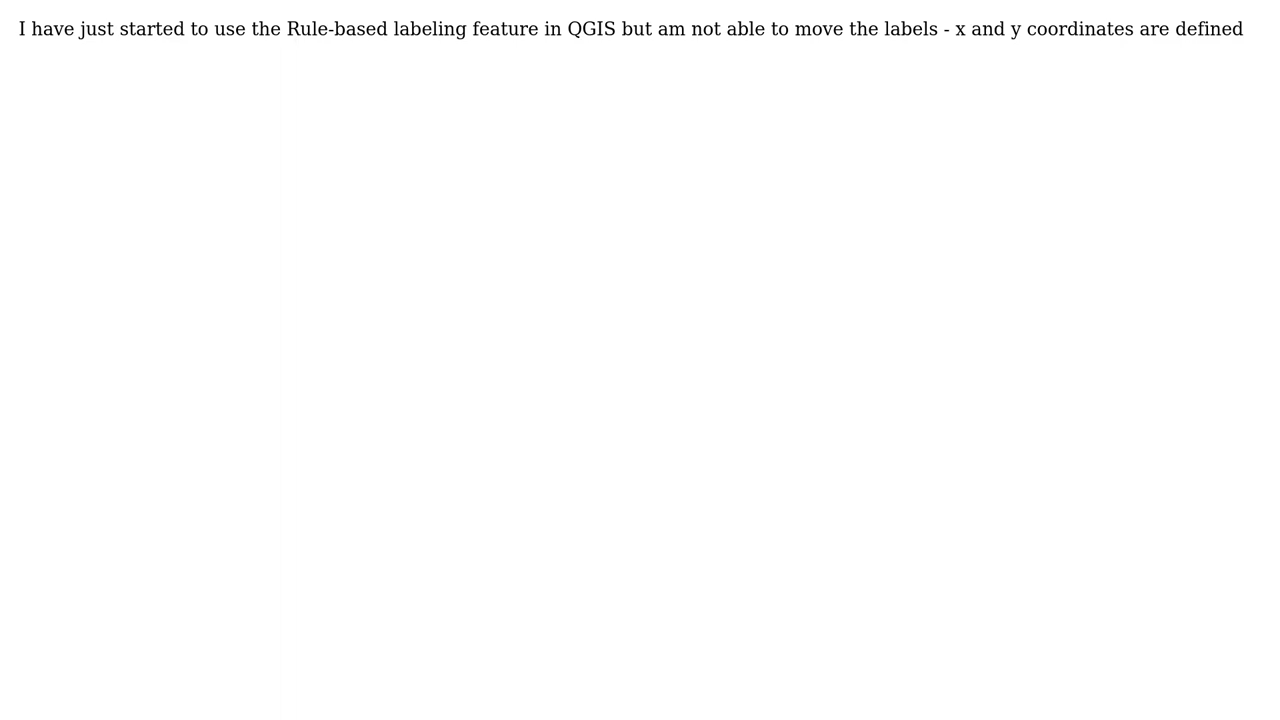 I have just started to use the Rule-based labeling feature in QGIS but am not able to move the labels - x and y coordinates are defined